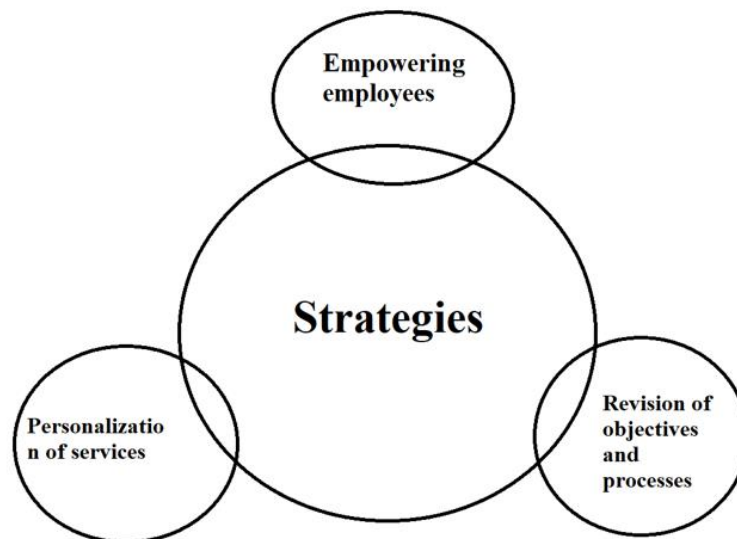 Empowering
employees
Strategies
Personalizatio
n of services
Revision of
objectives
and
processes